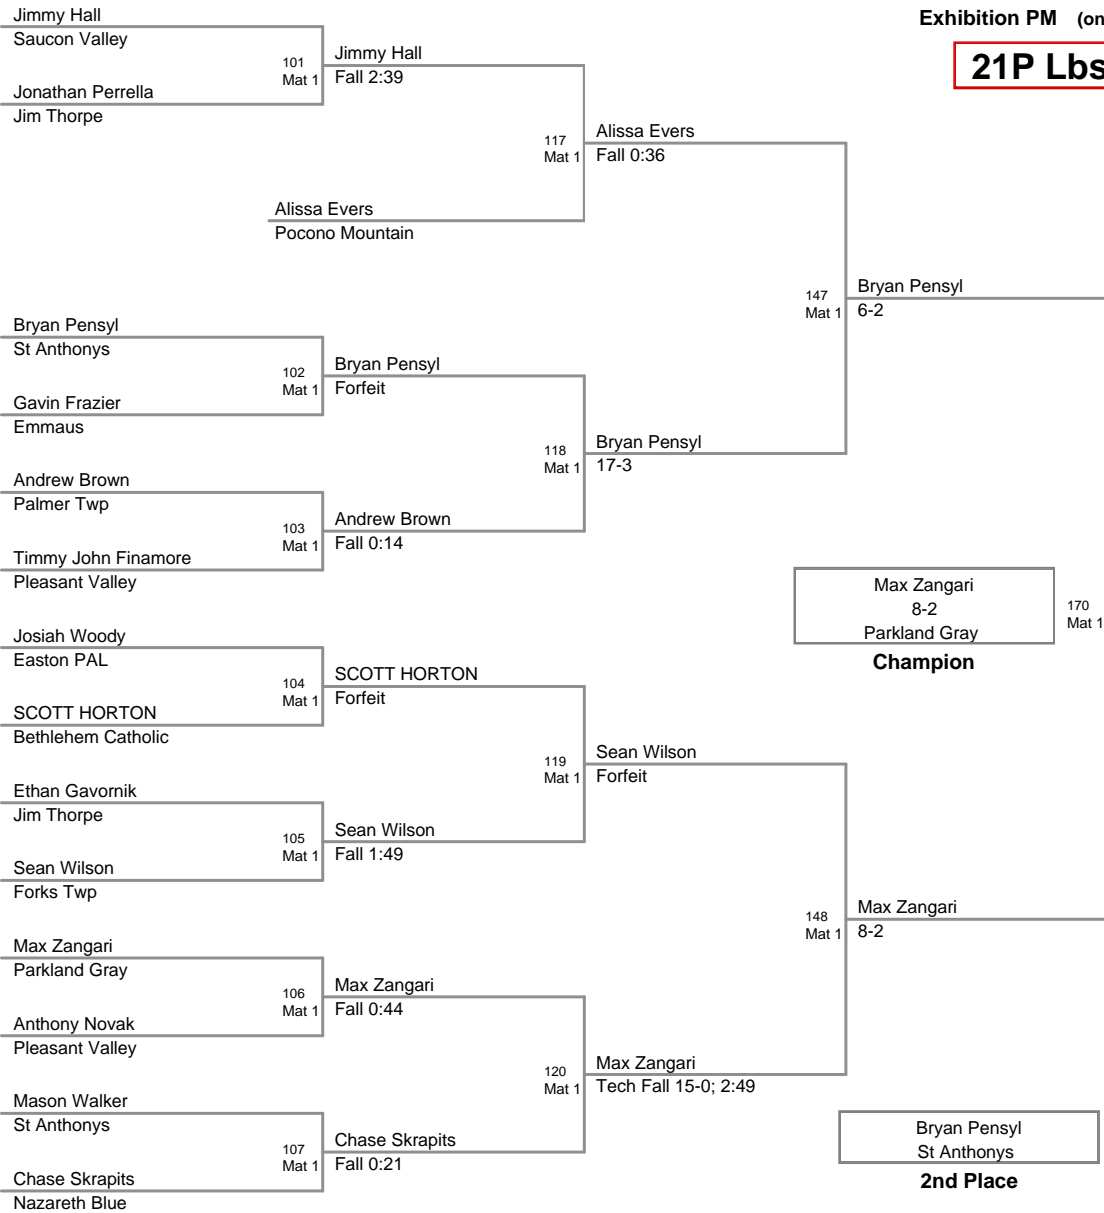 Jimmy Hall
Exhibition PM (on
Saucon Valley
101
Mat 1
Jimmy Hall
Fall 2:39
21P Lbs
Jonathan Perrella
Jim Thorpe
117
Mat 1
Alissa Evers
Fall 0:36
Alissa Evers
Pocono Mountain
147
Mat 1
Bryan Pensyl
6-2
Bryan Pensyl
St Anthonys
102
Mat 1
Bryan Pensyl
Forfeit
Gavin Frazier
Emmaus
118
Mat 1
Bryan Pensyl
17-3
Andrew Brown
Palmer Twp
103
Mat 1
Andrew Brown
Fall 0:14
Timmy John Finamore
Pleasant Valley
Max Zangari
8-2
Parkland Gray
170
Mat 1
Champion
Josiah Woody
Easton PAL
104
Mat 1
SCOTT HORTON
Forfeit
SCOTT HORTON
Bethlehem Catholic
119
Mat 1
Sean Wilson
Forfeit
Ethan Gavornik
Jim Thorpe
105
Mat 1
Sean Wilson
Fall 1:49
Sean Wilson
Forks Twp
148
Mat 1
Max Zangari
8-2
Max Zangari
Parkland Gray
106
Mat 1
Max Zangari
Fall 0:44
Anthony Novak
Pleasant Valley
120
Mat 1
Max Zangari
Tech Fall 15-0; 2:49
Mason Walker
St Anthonys
107
Mat 1
Chase Skrapits
Fall 0:21
Chase Skrapits
Nazareth Blue
Bryan Pensyl
St Anthonys
2nd Place